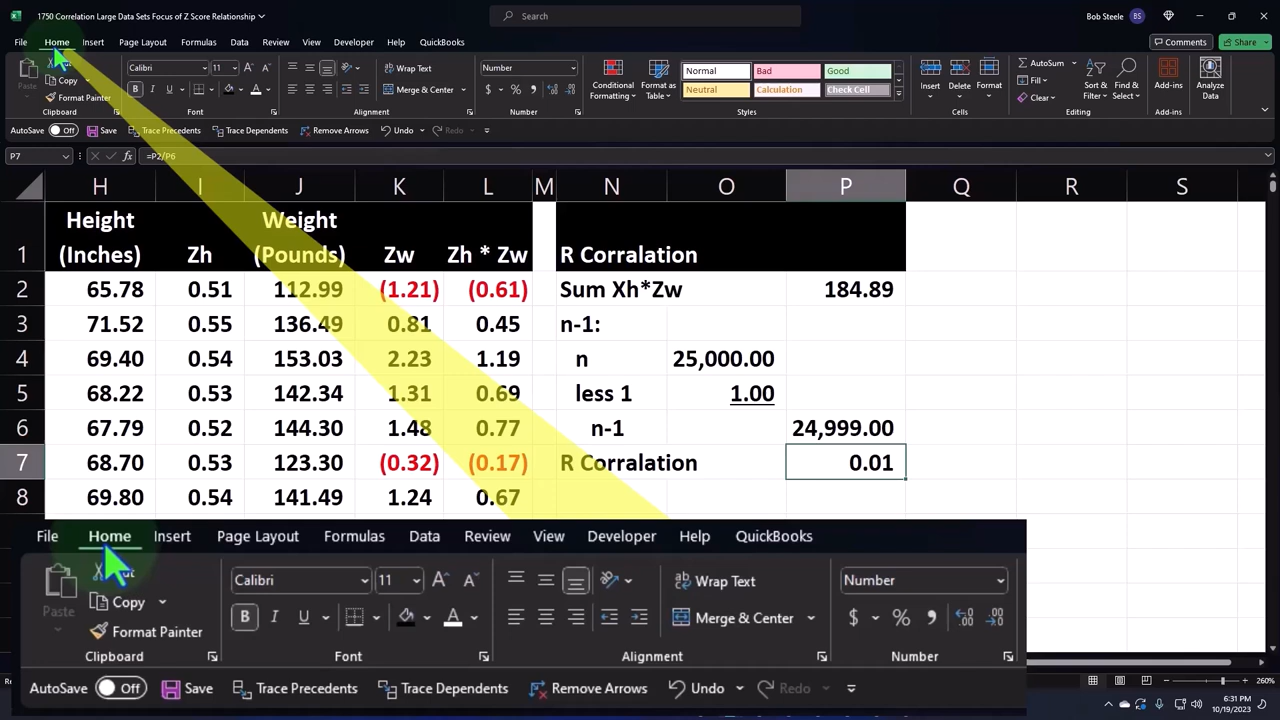 1750 Correlation Large Data Sets Focus of Z Score Relationship
Search
Bob Steele BS
File Home Insert Page Layout Formulas Data Review View Developer Help QuickBooks
Comments Share
Paste
Copy
Format Painter
Calibri 11
B I U
Wrap Text
Merge & Center
Number
$ % ,
Conditional Formatting
Format as Table
Normal Bad Good
Neutral Calculation Check Cell
Insert Delete Format
AutoSum
Fill
Clear
Sort & Filter
Find & Select
Add-ins
Analyze Data
Clipboard Font Alignment Number Styles Cells Editing Add-ins
AutoSave Off Save Trace Precedents Trace Dependents Remove Arrows Undo Redo
P7 fx =P2/P6
H I J K L M N O P Q R S
Height Weight
1 (Inches) Zh (Pounds) Zw Zh * Zw R Corralation
2 65.78 0.51 112.99 (1.21) (0.61) Sum Xh*Zw 184.89
3 71.52 0.55 136.49 0.81 0.45 n-1:
4 69.40 0.54 153.03 2.23 1.19 n 25,000.00
5 68.22 0.53 142.34 1.31 0.69 less 1 1.00
6 67.79 0.52 144.30 1.48 0.77 n-1 24,999.00
7 68.70 0.53 123.30 (0.32) (0.17) R Corralation 0.01
8 69.80 0.54 141.49 1.24 0.67
File Home Insert Page Layout Formulas Data Review View Developer Help QuickBooks
Paste
Copy
Format Painter
Calibri 11
B I U
Wrap Text
Merge & Center
Number
$ % ,
Clipboard Font Alignment Number
AutoSave Off Save Trace Precedents Trace Dependents Remove Arrows Undo Redo
260%
6:31 PM
10/19/2023